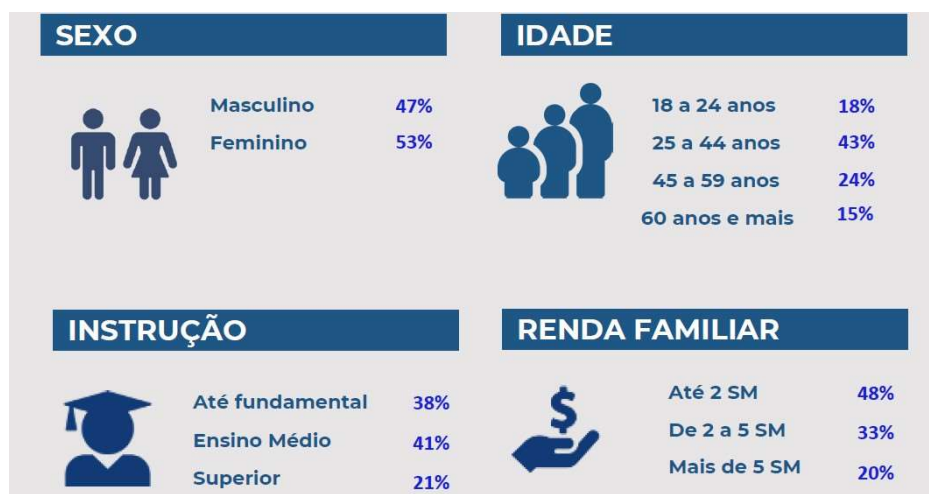 SEXO
Masculino 47%
Feminino 53%
IDADE
18 a 24 anos 18%
25 a 44 anos 43%
45 a 59 anos 24%
60 anos e mais 15%
INSTRUÇÃO
Até fundamental 38%
Ensino Médio 41%
Superior 21%
RENDA FAMILIAR
$
Até 2 SM 48%
De 2 a 5 SM 33%
Mais de 5 SM 20%